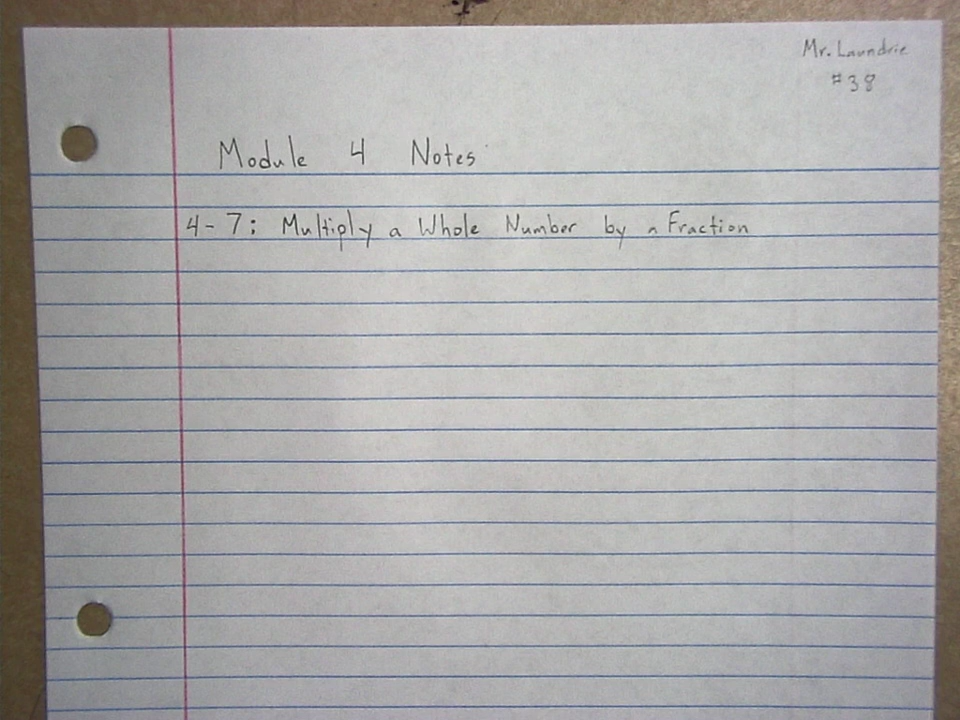 Mr. Laundrie
#38
Module 4 Notes
4-7: Multiply a Whole Number by a Fraction